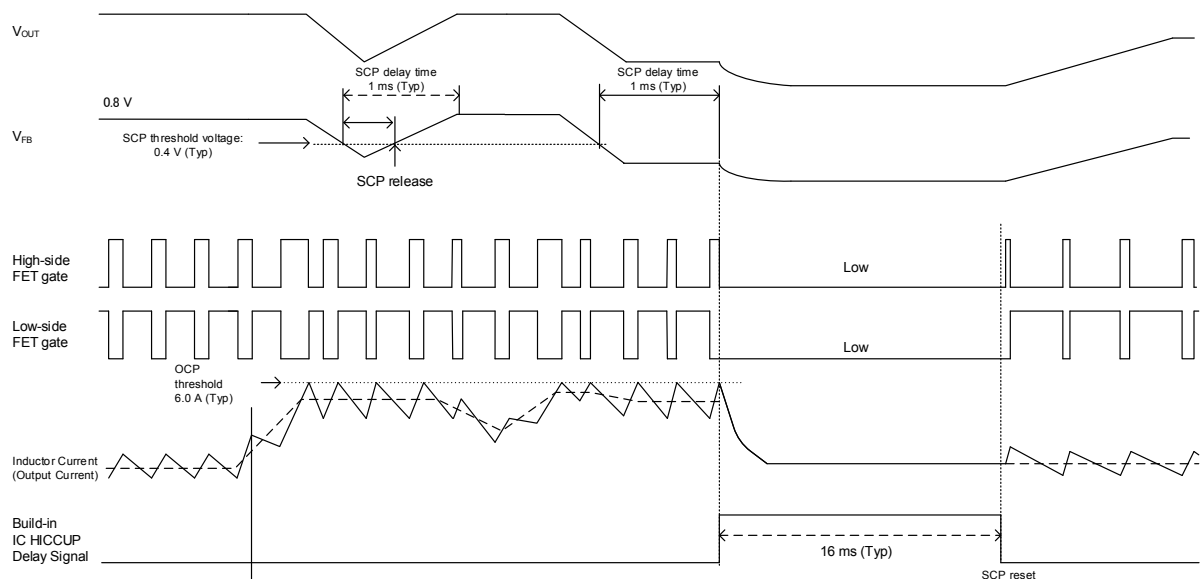 VOUT
SCP delay time
1 ms (Typ)
SCP delay time
1 ms (Typ)
0.8 V
VFB
SCP threshold voltage:
0.4 V (Typ)
SCP release
High-side
FET gate
Low
Low-side
FET gate
Low
OCP
threshold
6.0 A (Typ)
Inductor Current
(Output Current)
Build-in
IC HICCUP
Delay Signal
16 ms (Typ)
SCP reset